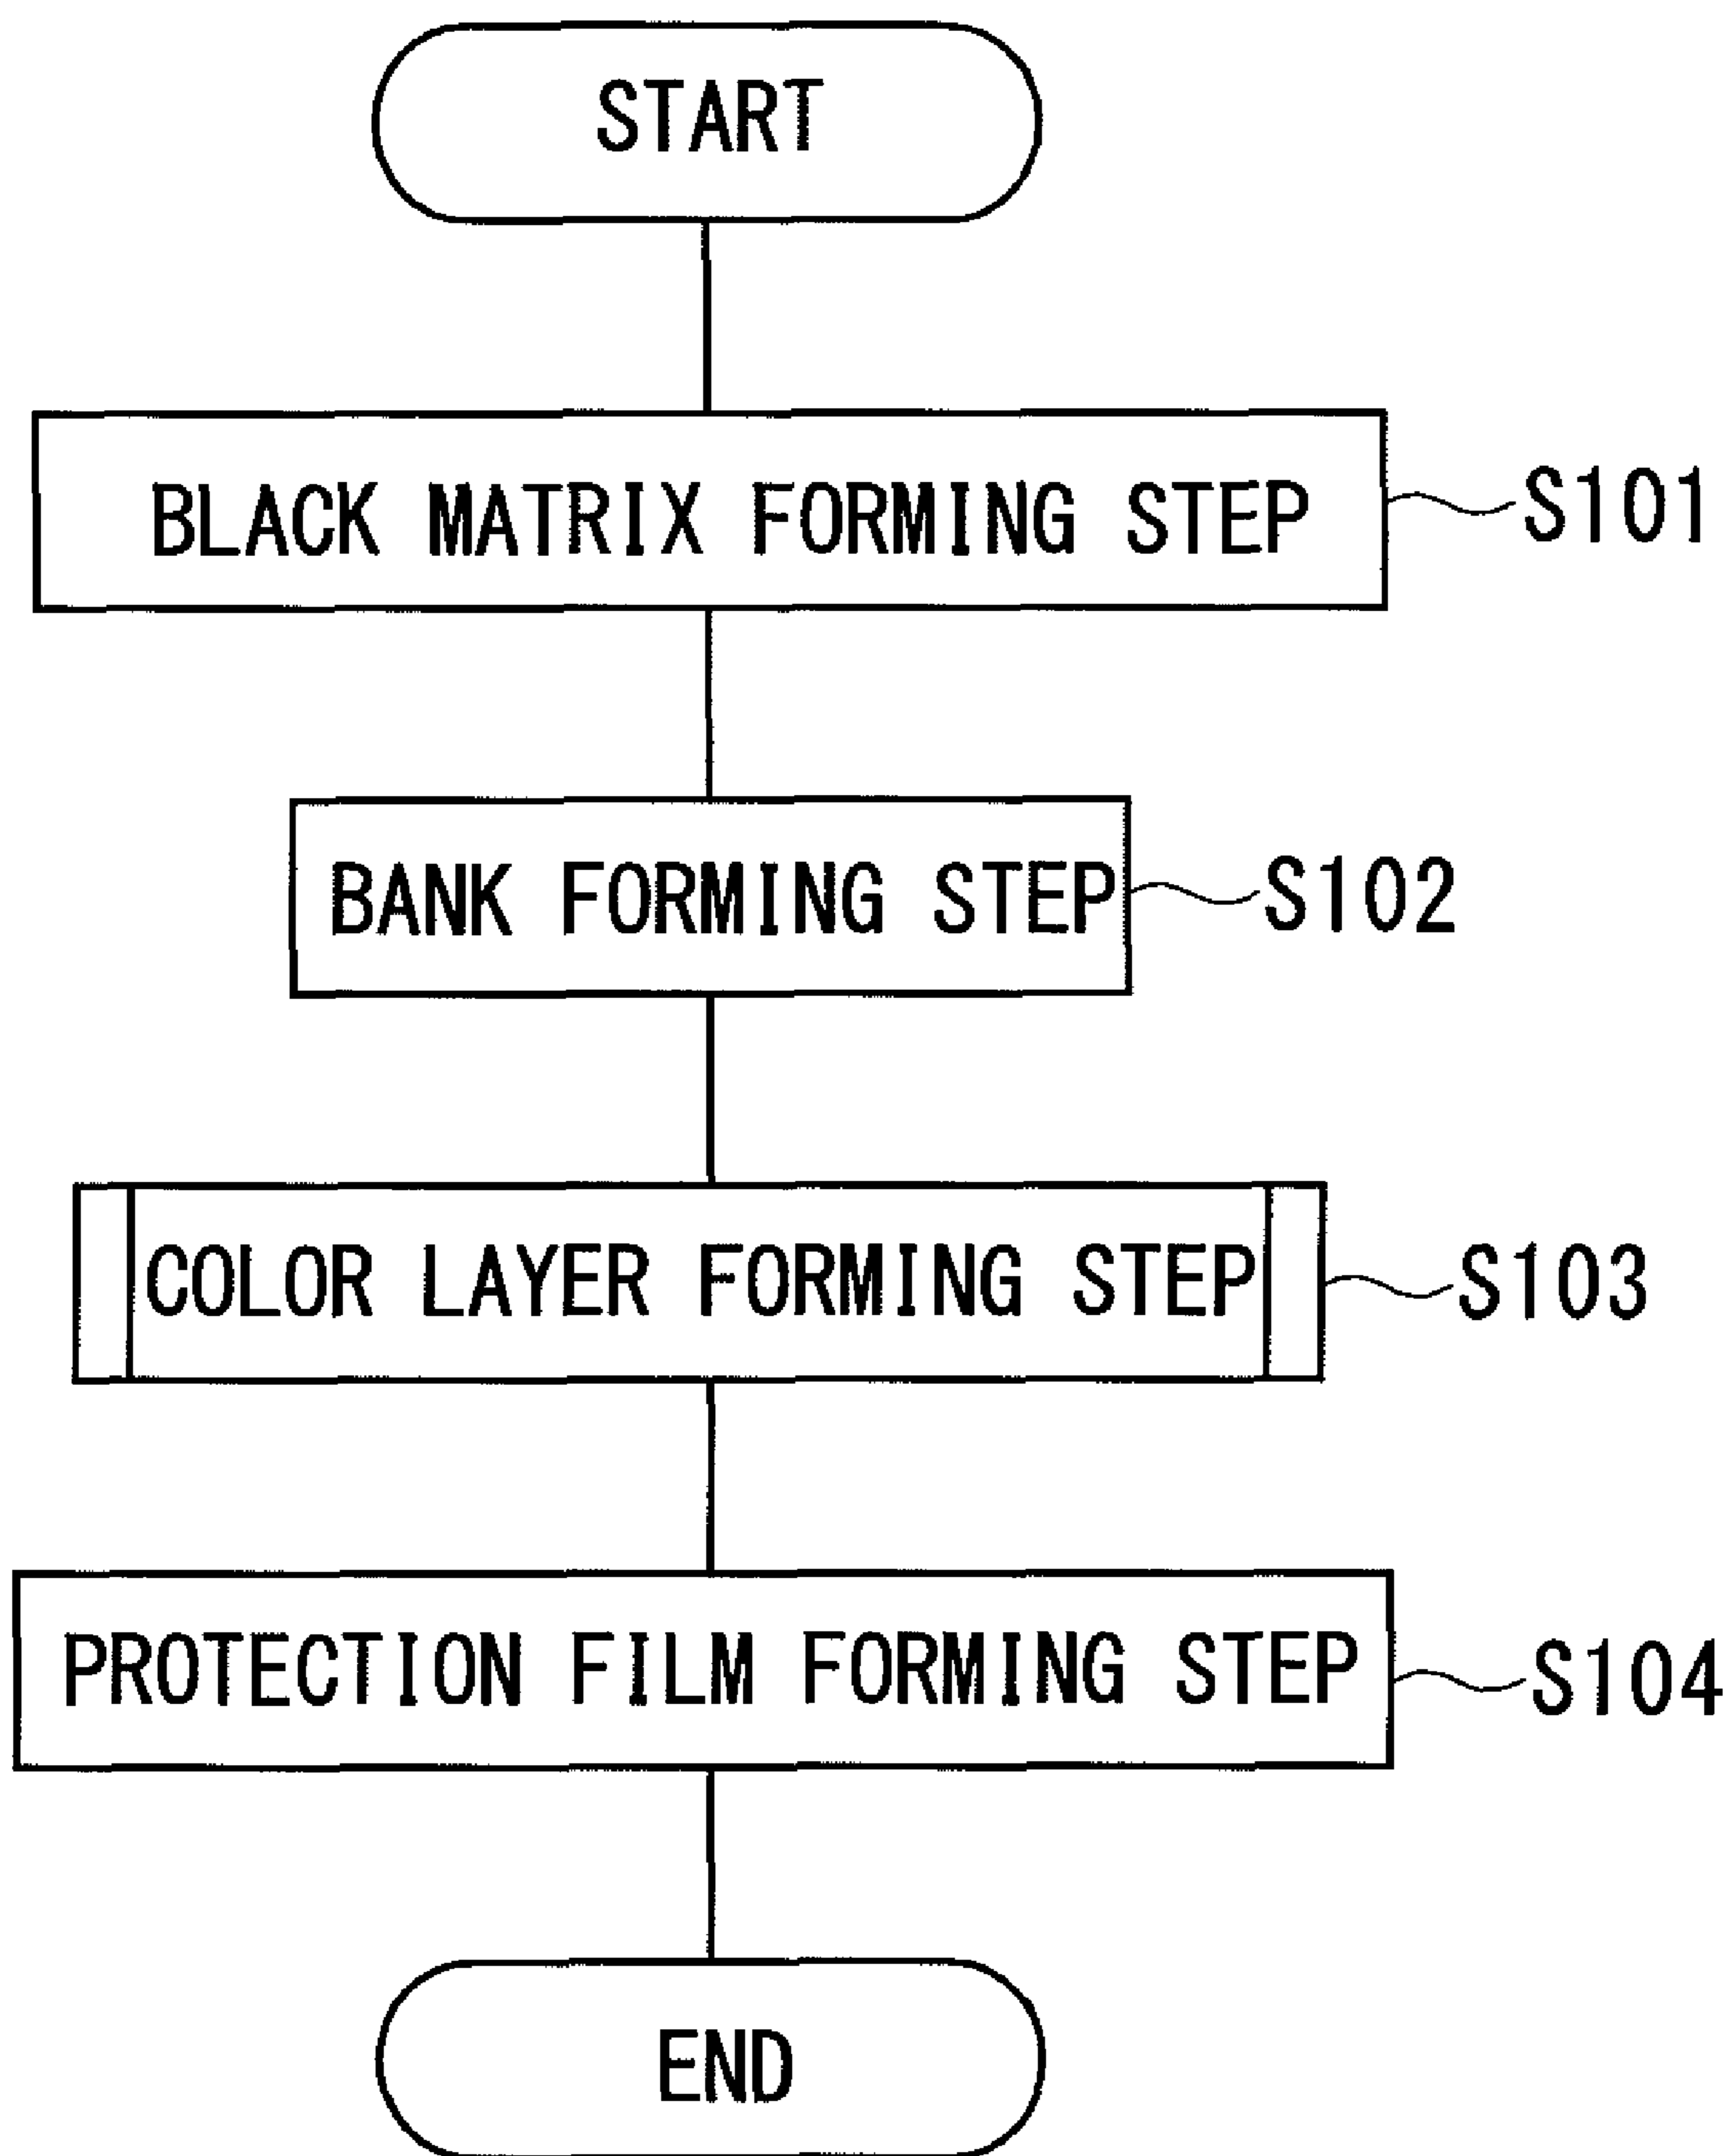 START
BLACK MATRIX FORMING STEP S101
BANK FORMING STEP S102
COLOR LAYER FORMING STEP S103
PROTECTION FILM FORMING STEP S104
END